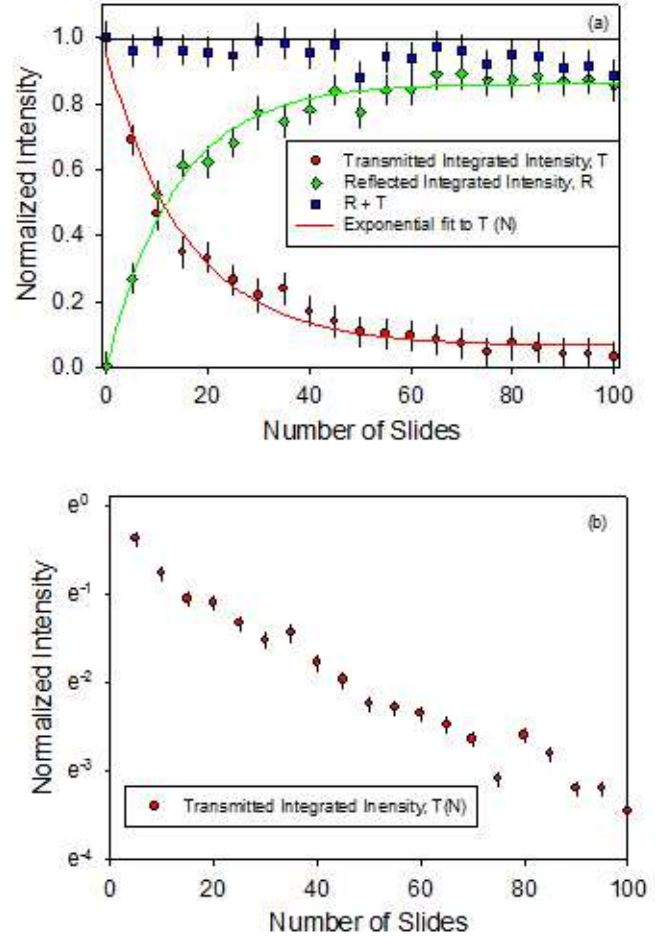 (a)
1.0
0.8
0.6
0.4
0.2
0.0
Normalized Intensity
Transmitted Integrated Intensity, T
Reflected Integrated Intensity, R
R + T
Exponential fit to T (N)
0 20 40 60 80 100
Number of Slides
(b)
e^0
e^-1
e^-2
e^-3
e^-4
Normalized Intensity
Transmitted Integrated Inensity, T(N)
0 20 40 60 80 100
Number of Slides